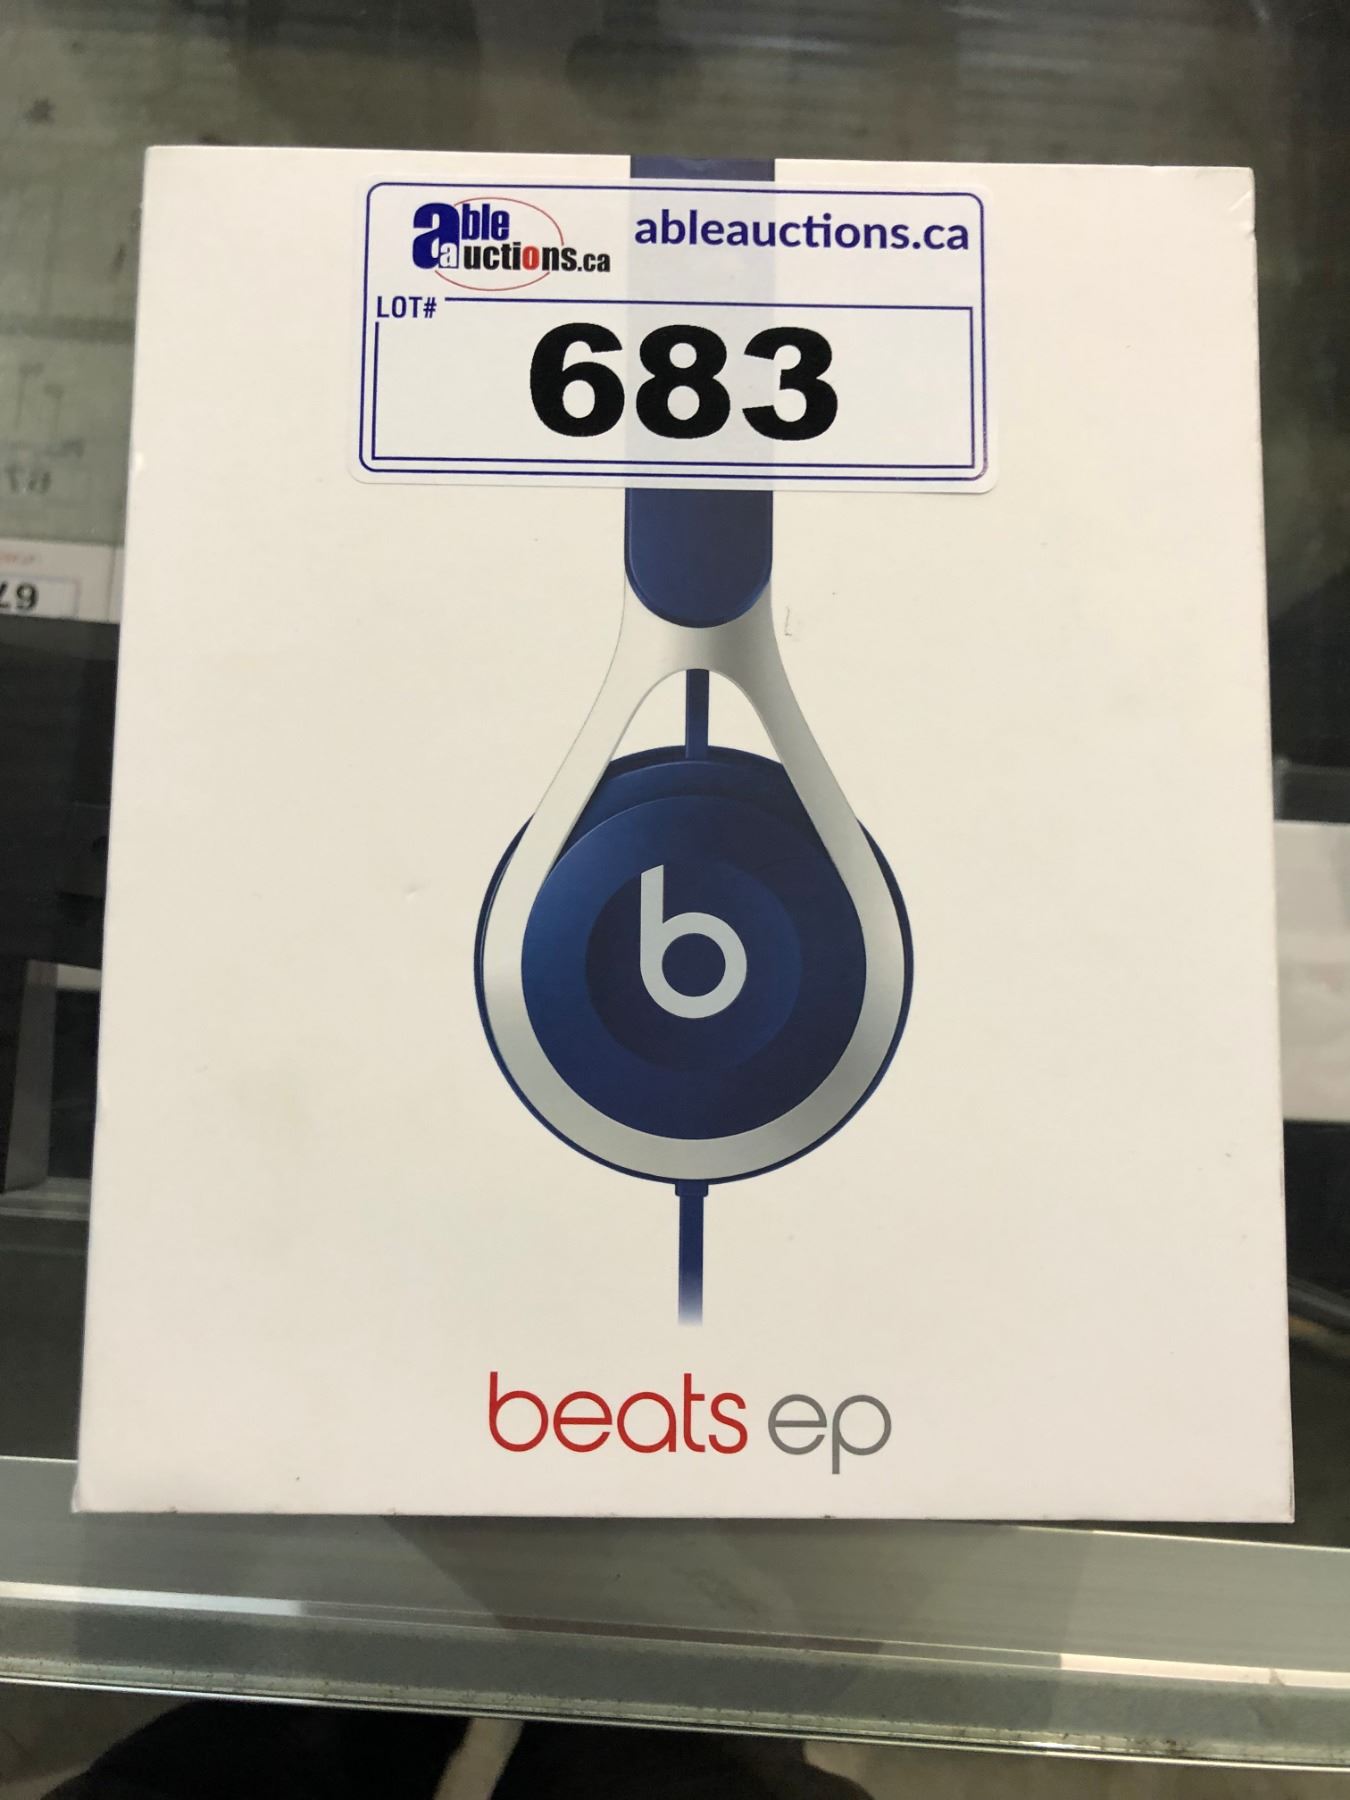 able auctions.ca
ableauctions.ca
LOT#
683
b
beats ep